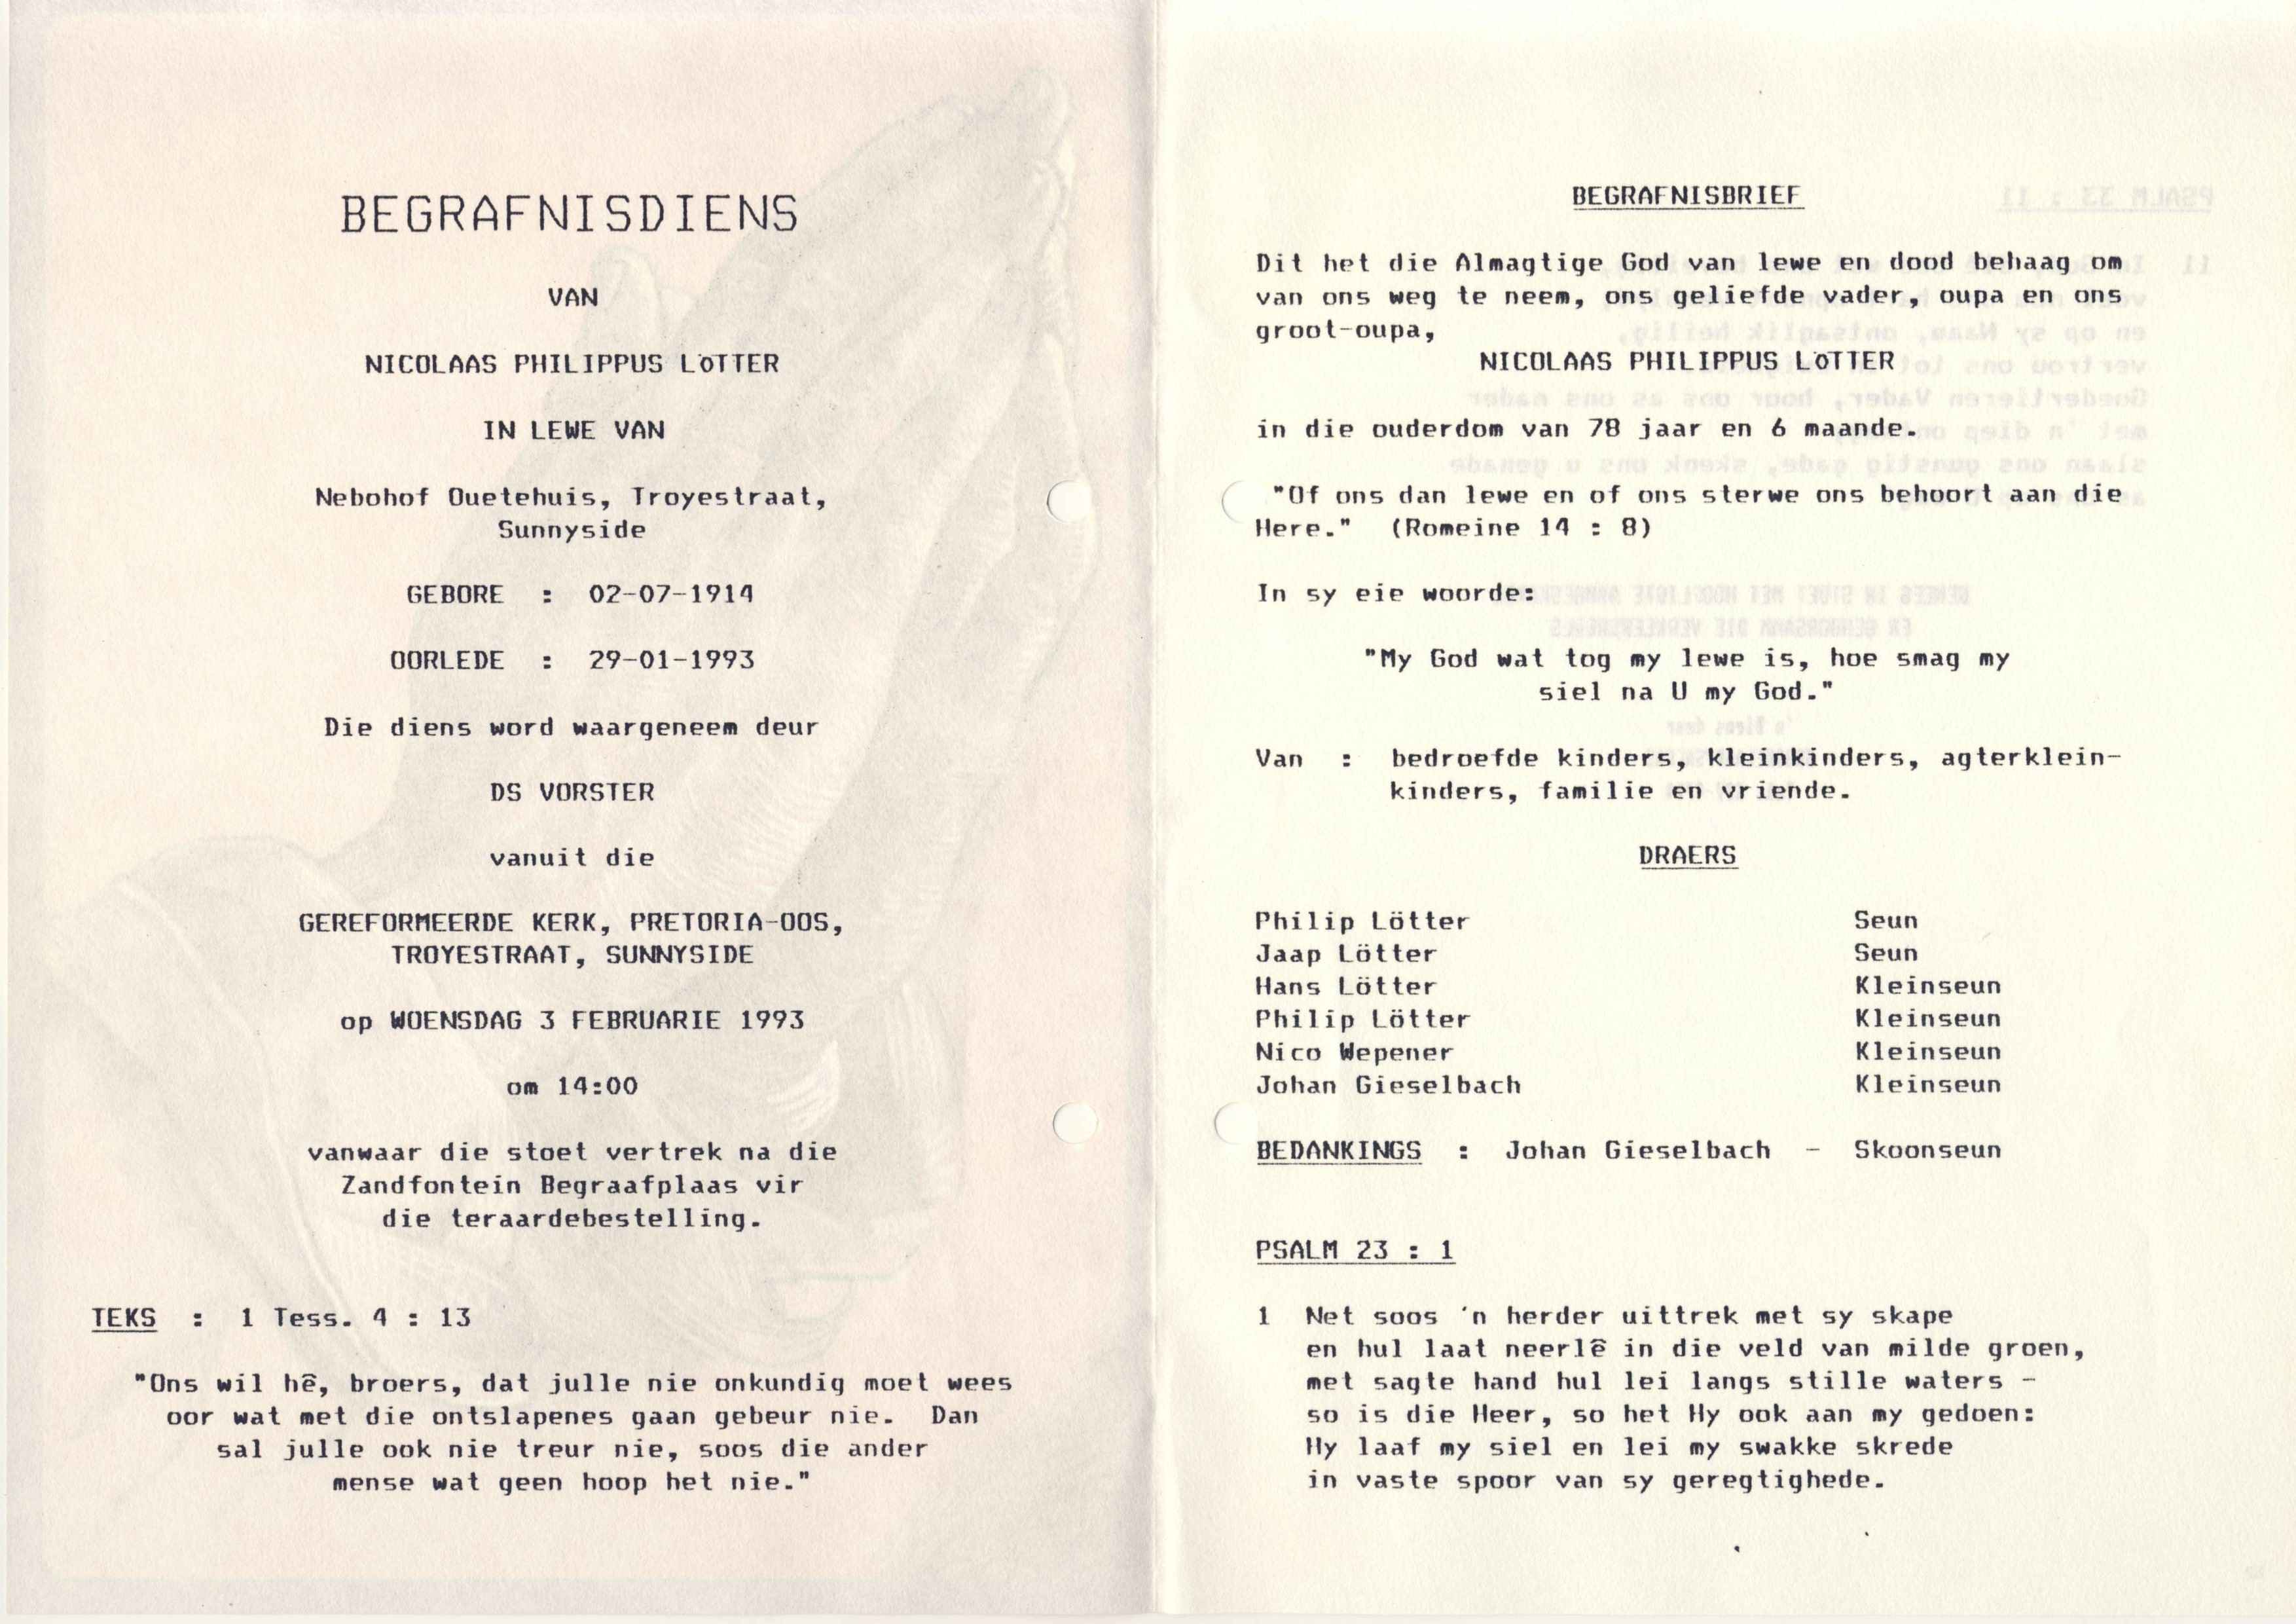 BEGRAFNISDIENS
VAN
NICOLAAS PHILIPPUS LöTTER
IN LEWE VAN
Nebohof Ouetehuis, Troyestraat,
Sunnyside
GEBORE : 02-07-1914
OORLEDE : 29-01-1993
Die diens word waargeneem deur
DS VORSTER
vanuit die
GEREFORMEERDE KERK, PRETORIA-OOS,
TROYESTRAAT, SUNNYSIDE
op WOENSDAG 3 FEBRUARIE 1993
om 14:00
vanwaar die stoet vertrek na die
Zandfontein Begraafplaas vir
die teraardebestelling.
TEKS : 1 Tess. 4 : 13
"Ons wil hê, broers, dat julle nie onkundig moet wees
oor wat met die ontslapenes gaan gebeur nie. Dan
sal julle ook nie treur nie, soos die ander
mense wat geen hoop het nie."
BEGRAFNISBRIEF
Dit het die Almagtige God van lewe en dood behaag om
van ons weg te neem, ons geliefde vader, oupa en ons
groot-oupa,
NICOLAAS PHILIPPUS LöTTER
in die ouderdom van 78 jaar en 6 maande.
"Of ons dan lewe en of ons sterwe ons behoort aan die
Here." (Romeine 14 : 8)
In sy eie woorde:
"My God wat tog my lewe is, hoe smag my
siel na U my God."
Van : bedroefde kinders, kleinkinders, agterklein-
kinders, familie en vriende.
DRAERS
Philip Lötter Seun
Jaap Lötter Seun
Hans Lötter Kleinseun
Philip Lötter Kleinseun
Nico Wepener Kleinseun
Johan Gieselbach Kleinseun
BEDANKINGS : Johan Gieselbach - Skoonseun
PSALM 23 : 1
1 Net soos 'n herder uittrek met sy skape
en hul laat neerlê in die veld van milde groen,
met sagte hand hul lei langs stille waters -
so is die Heer, so het Hy ook aan my gedoen:
Hy laaf my siel en lei my swakke skrede
in vaste spoor van sy geregtighede.